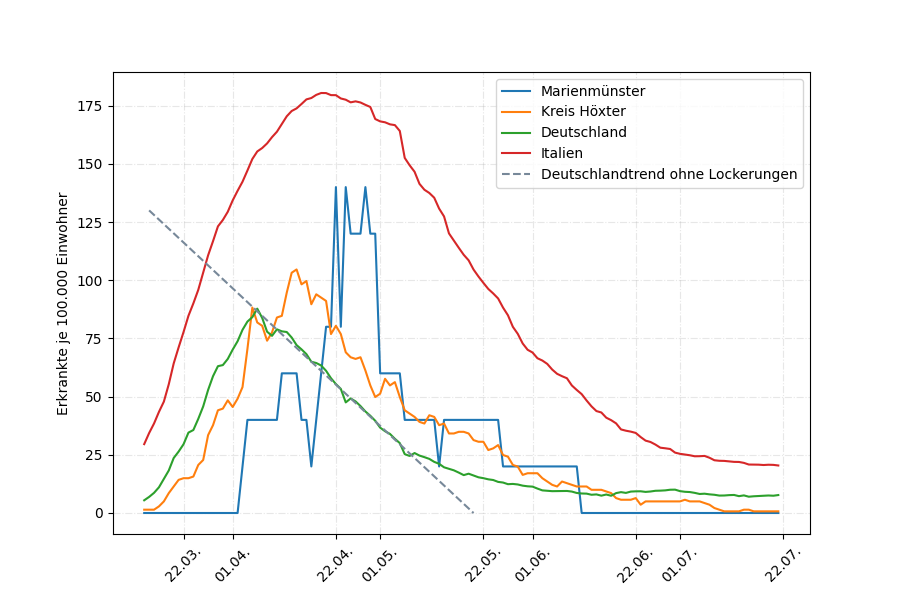 Erkrankte je 100.000 Einwohner
175
150
125
100
75
50
25
0
Marienmünster
Kreis Höxter
Deutschland
Italien
Deutschlandtrend ohne Lockerungen
22.03.
01.04.
22.04.
01.05.
22.05.
01.06.
22.06.
01.07.
22.07.